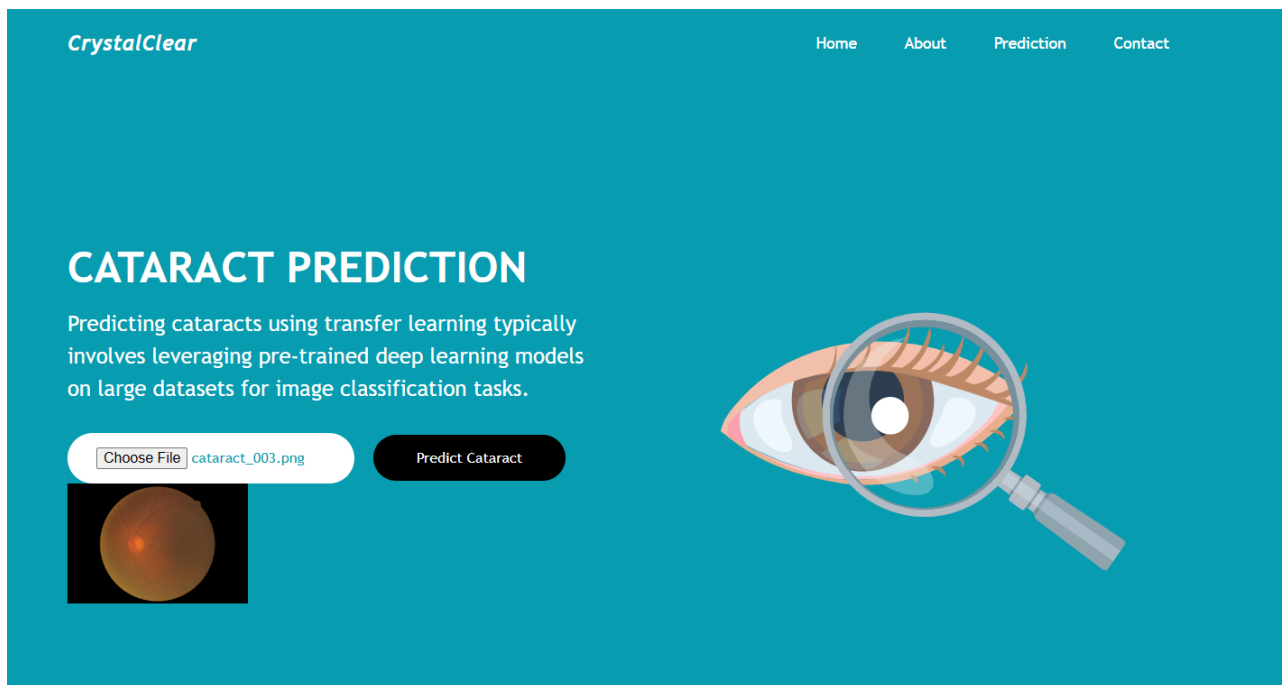 CrystalClear
Home About Prediction Contact
CATARACT PREDICTION
Predicting cataracts using transfer learning typically
involves leveraging pre-trained deep learning models
on large datasets for image classification tasks.
Choose File cataract_003.png Predict Cataract